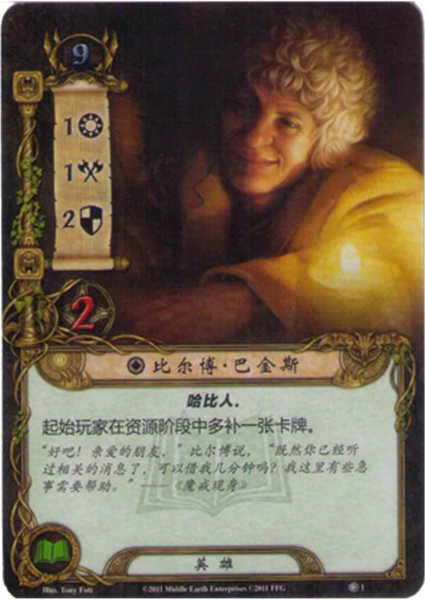 9
1
1
2
2
比尔博·巴金斯
哈比人.
起始玩家在资源阶段中多补一张卡牌。
“好吧！亲爱的朋友，”比尔博说，“既然你已经听
过相关的消息了，可以借我几分钟吗？我这里有些急
事需要帮助。”——《魔戒现身》
英雄
Illus. Tony Foti
©2011 Middle Earth Enterprises ©2011 FFG
1